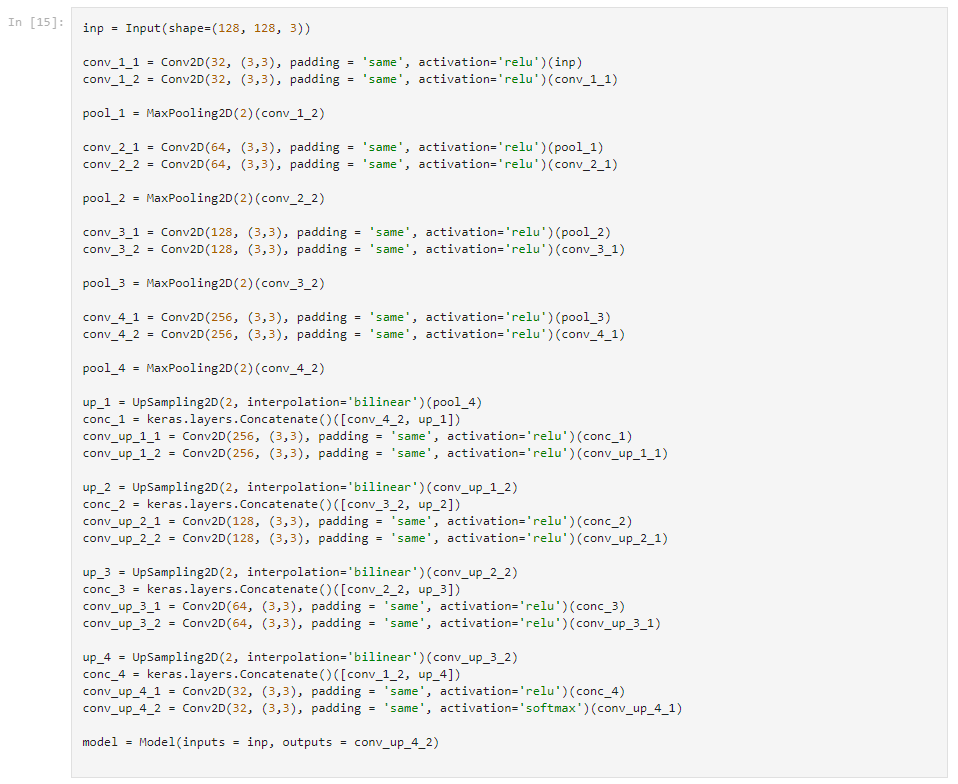 In [15]:
inp = Input(shape=(128, 128, 3))
conv_1_1 = Conv2D(32, (3,3), padding = 'same', activation='relu')(inp)
conv_1_2 = Conv2D(32, (3,3), padding = 'same', activation='relu')(conv_1_1)
pool_1 = MaxPooling2D(2)(conv_1_2)
conv_2_1 = Conv2D(64, (3,3), padding = 'same', activation='relu')(pool_1)
conv_2_2 = Conv2D(64, (3,3), padding = 'same', activation='relu')(conv_2_1)
pool_2 = MaxPooling2D(2)(conv_2_2)
conv_3_1 = Conv2D(128, (3,3), padding = 'same', activation='relu')(pool_2)
conv_3_2 = Conv2D(128, (3,3), padding = 'same', activation='relu')(conv_3_1)
pool_3 = MaxPooling2D(2)(conv_3_2)
conv_4_1 = Conv2D(256, (3,3), padding = 'same', activation='relu')(pool_3)
conv_4_2 = Conv2D(256, (3,3), padding = 'same', activation='relu')(conv_4_1)
pool_4 = MaxPooling2D(2)(conv_4_2)
up_1 = UpSampling2D(2, interpolation='bilinear')(pool_4)
conc_1 = keras.layers.Concatenate()([conv_4_2, up_1])
conv_up_1_1 = Conv2D(256, (3,3), padding = 'same', activation='relu')(conc_1)
conv_up_1_2 = Conv2D(256, (3,3), padding = 'same', activation='relu')(conv_up_1_1)
up_2 = UpSampling2D(2, interpolation='bilinear')(conv_up_1_2)
conc_2 = keras.layers.Concatenate()([conv_3_2, up_2])
conv_up_2_1 = Conv2D(128, (3,3), padding = 'same', activation='relu')(conc_2)
conv_up_2_2 = Conv2D(128, (3,3), padding = 'same', activation='relu')(conv_up_2_1)
up_3 = UpSampling2D(2, interpolation='bilinear')(conv_up_2_2)
conc_3 = keras.layers.Concatenate()([conv_2_2, up_3])
conv_up_3_1 = Conv2D(64, (3,3), padding = 'same', activation='relu')(conc_3)
conv_up_3_2 = Conv2D(64, (3,3), padding = 'same', activation='relu')(conv_up_3_1)
up_4 = UpSampling2D(2, interpolation='bilinear')(conv_up_3_2)
conc_4 = keras.layers.Concatenate()([conv_1_2, up_4])
conv_up_4_1 = Conv2D(32, (3,3), padding = 'same', activation='relu')(conc_4)
conv_up_4_2 = Conv2D(32, (3,3), padding = 'same', activation='softmax')(conv_up_4_1)
model = Model(inputs = inp, outputs = conv_up_4_2)